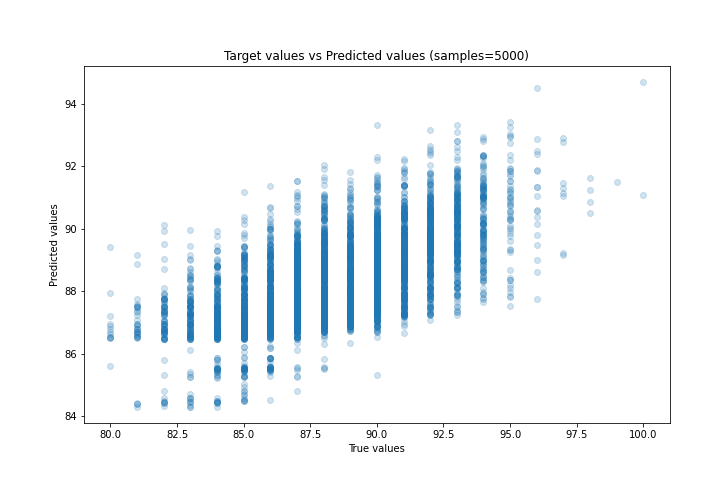 Target values vs Predicted values (samples=5000)
Predicted values
94
92
90
88
86
84
80.0 82.5 85.0 87.5 90.0 92.5 95.0 97.5 100.0
True values